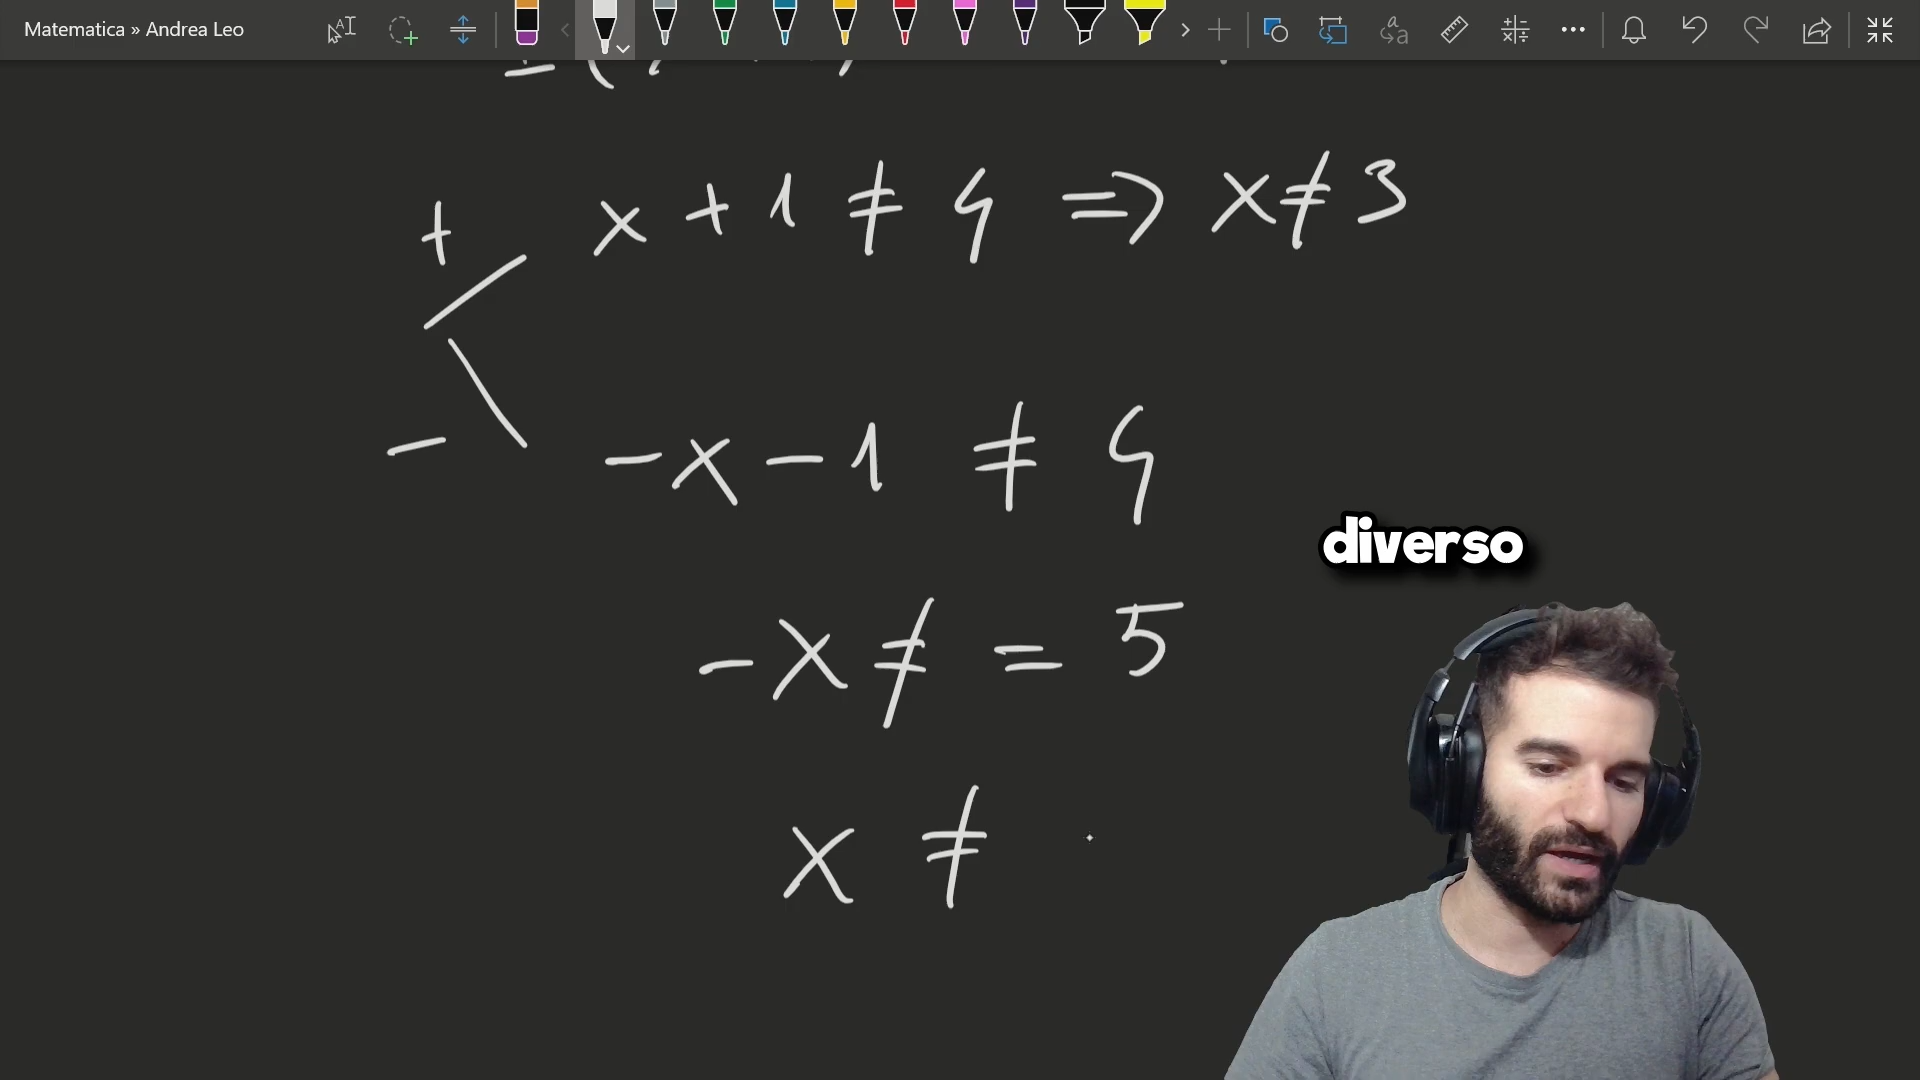 Matematica » Andrea Leo
+ x + 1 ≠ 4 ⇒ x ≠ 3
- -x - 1 ≠ 4
diverso
-x ≠ = 5
x ≠